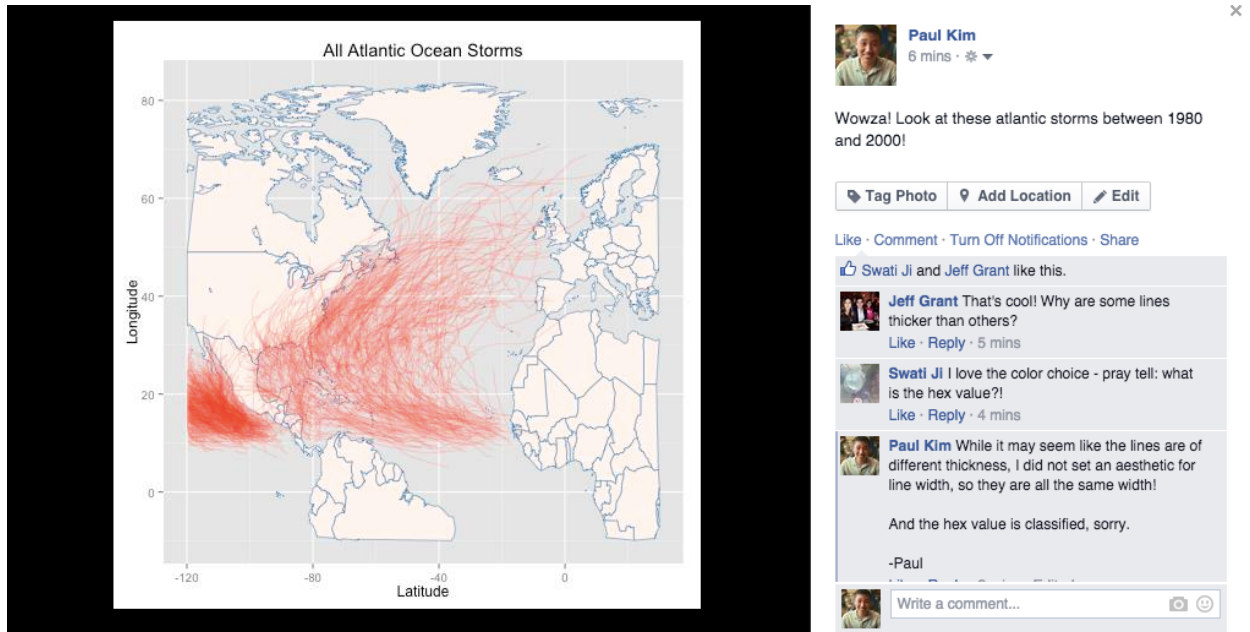 All Atlantic Ocean Storms
80
60
40
20
0
Longitude
-120
-80
-40
0
Latitude
Paul Kim
6 mins ·
Wowza! Look at these atlantic storms between 1980
and 2000!
Tag Photo
Add Location
Edit
Like · Comment · Turn Off Notifications · Share
Swati Ji and Jeff Grant like this.
Jeff Grant That's cool! Why are some lines
thicker than others?
Like · Reply · 5 mins
Swati Ji I love the color choice - pray tell: what
is the hex value?!
Like · Reply · 4 mins
Paul Kim While it may seem like the lines are of
different thickness, I did not set an aesthetic for
line width, so they are all the same width!
And the hex value is classified, sorry.
-Paul
Write a comment...